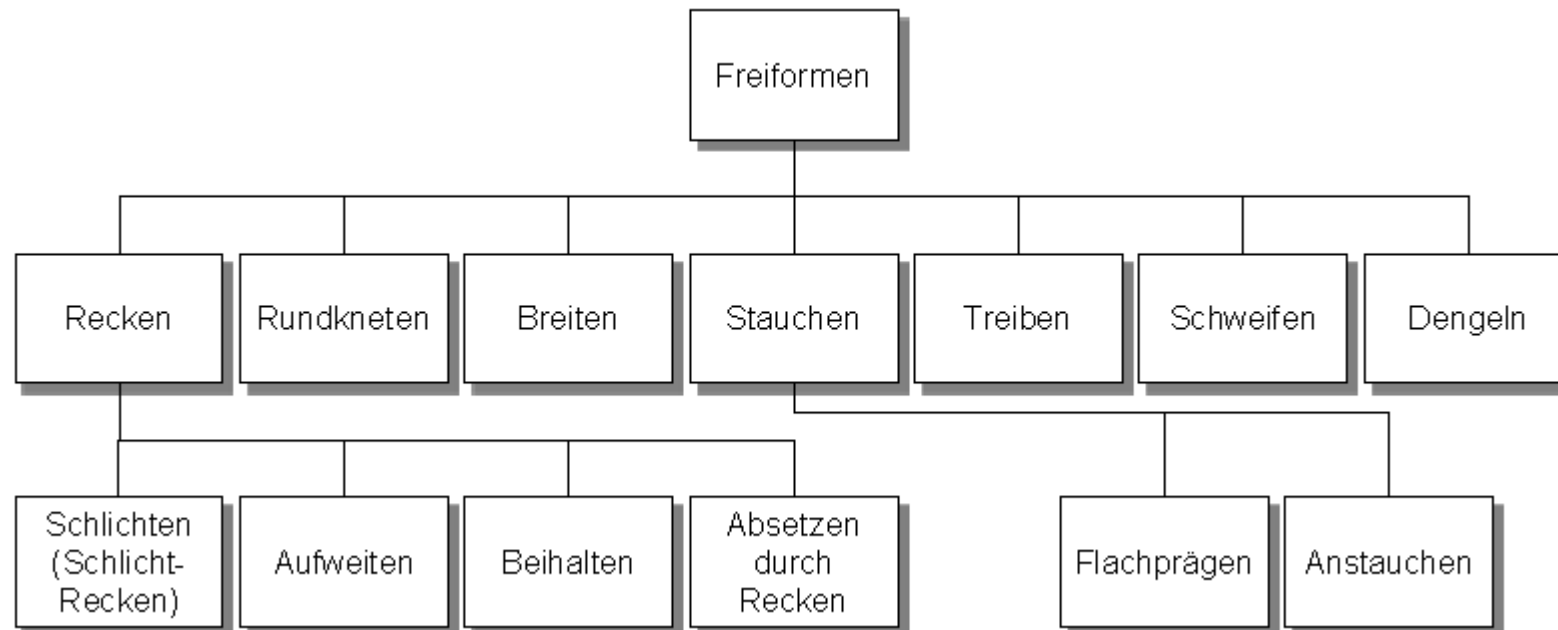 Freiformen
Recken
Rundkneten
Breiten
Stauchen
Treiben
Schweifen
Dengeln
Schlichten
(Schlicht-
Recken)
Aufweiten
Beihalten
Absetzen
durch
Recken
Flachprägen
Anstauchen